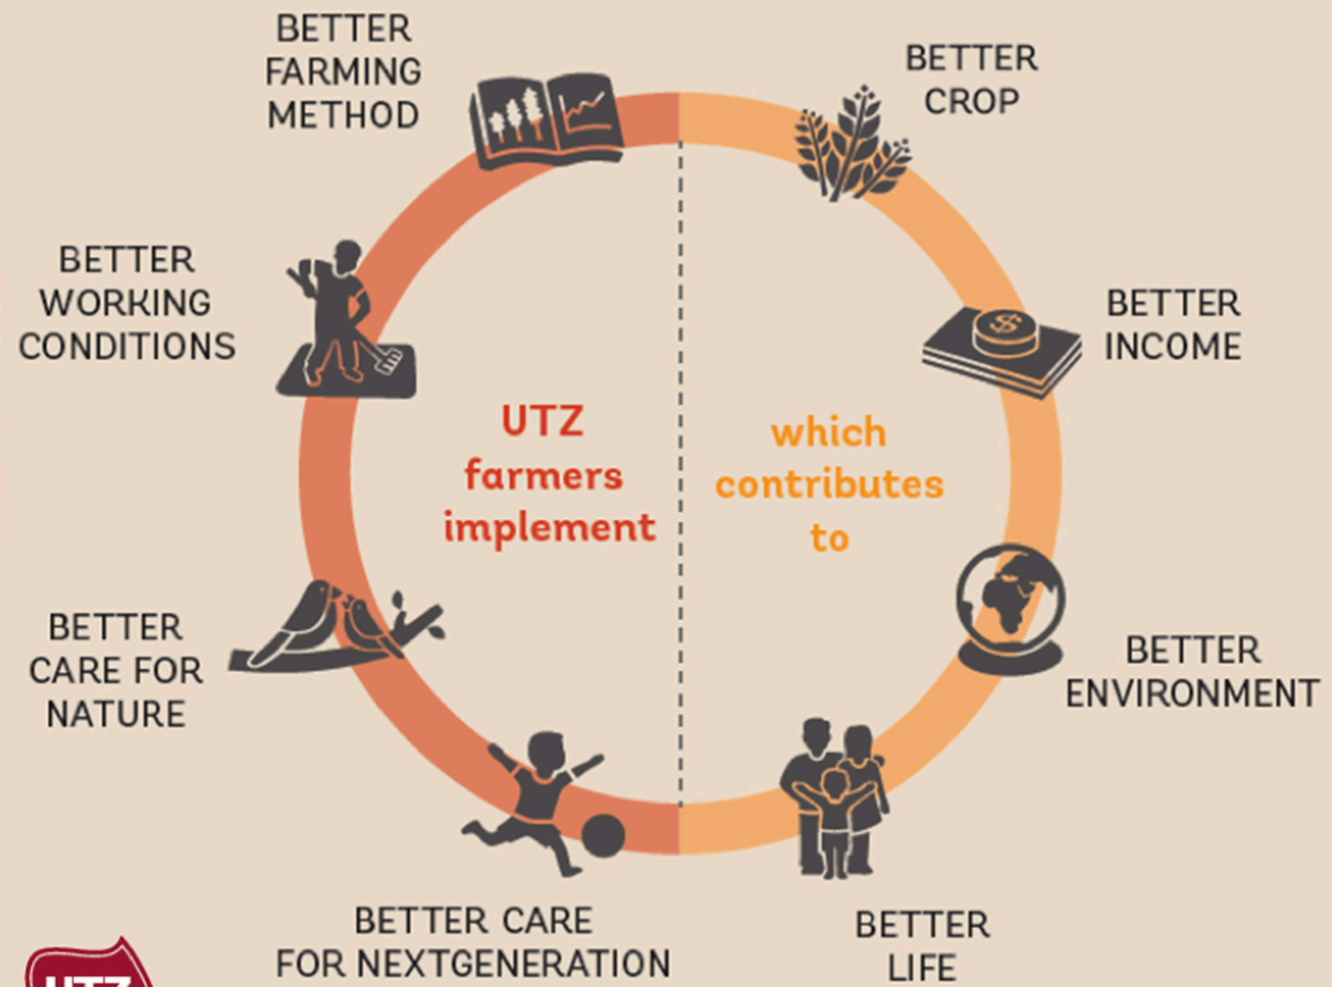 BETTER
FARMING
METHOD
BETTER
CROP
BETTER
WORKING
CONDITIONS
BETTER
INCOME
UTZ
farmers
implement
which
contributes
to
BETTER
CARE FOR
NATURE
BETTER
ENVIRONMENT
BETTER CARE
FOR NEXTGENERATION
BETTER
LIFE
UTZ
$